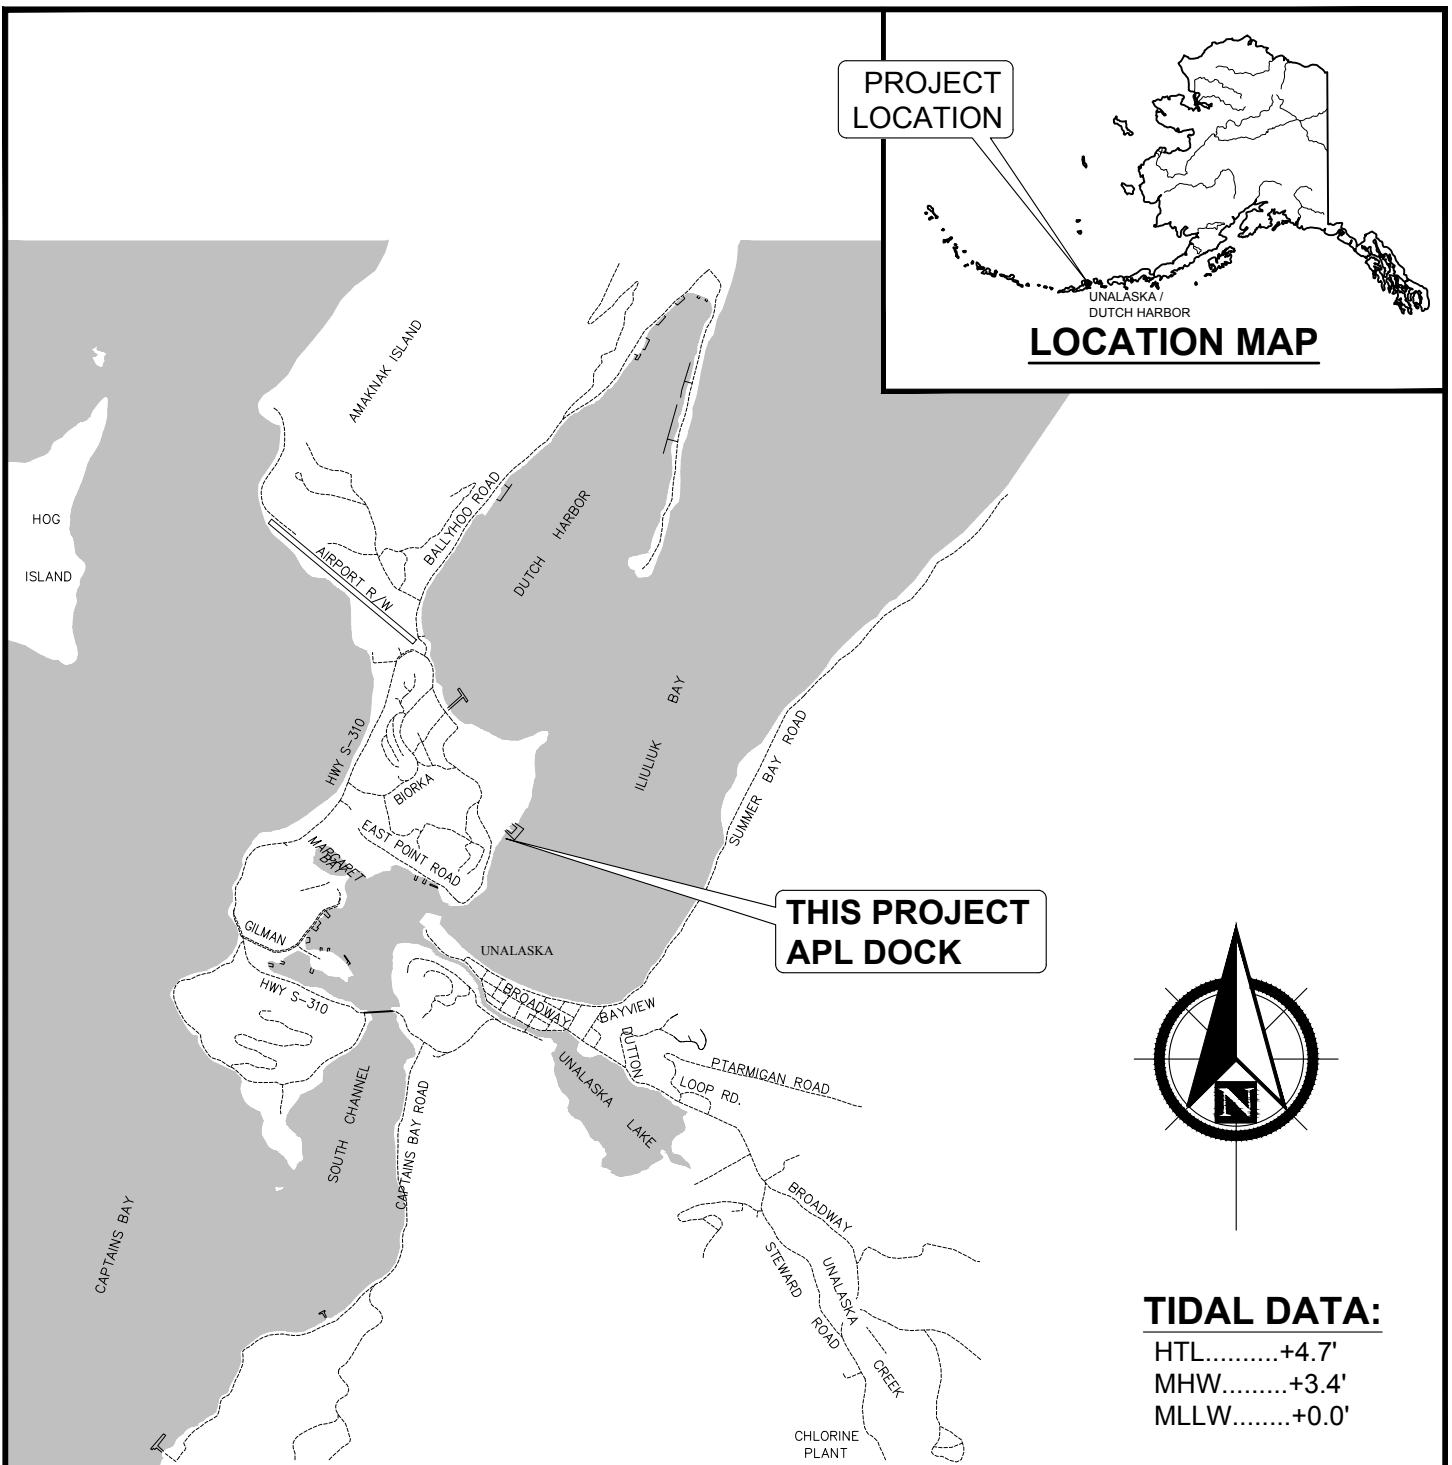 PROJECT
LOCATION
UNALASKA /
DUTCH HARBOR
LOCATION MAP
AMAKNAK ISLAND
HOG
ISLAND
BALLYHOO ROAD
AIRPORT R/W
DUTCH HARBOR
ILIULIUK BAY
HWY S-310
BIORKA
SUMMER BAY ROAD
EAST POINT ROAD
MARGARET
BAY
THIS PROJECT
APL DOCK
GILMAN
UNALASKA
HWY S-310
BROADWAY
BAYVIEW
DUTTON
PTARMIGAN ROAD
LOOP RD.
UNALASKA LAKE
SOUTH CHANNEL
CAPTAINS BAY ROAD
CAPTAINS BAY
BROADWAY
STEWARD ROAD
UNALASKA CREEK
N
TIDAL DATA:
HTL..........+4.7'
MHW.........+3.4'
MLLW........+0.0'
CHLORINE
PLANT